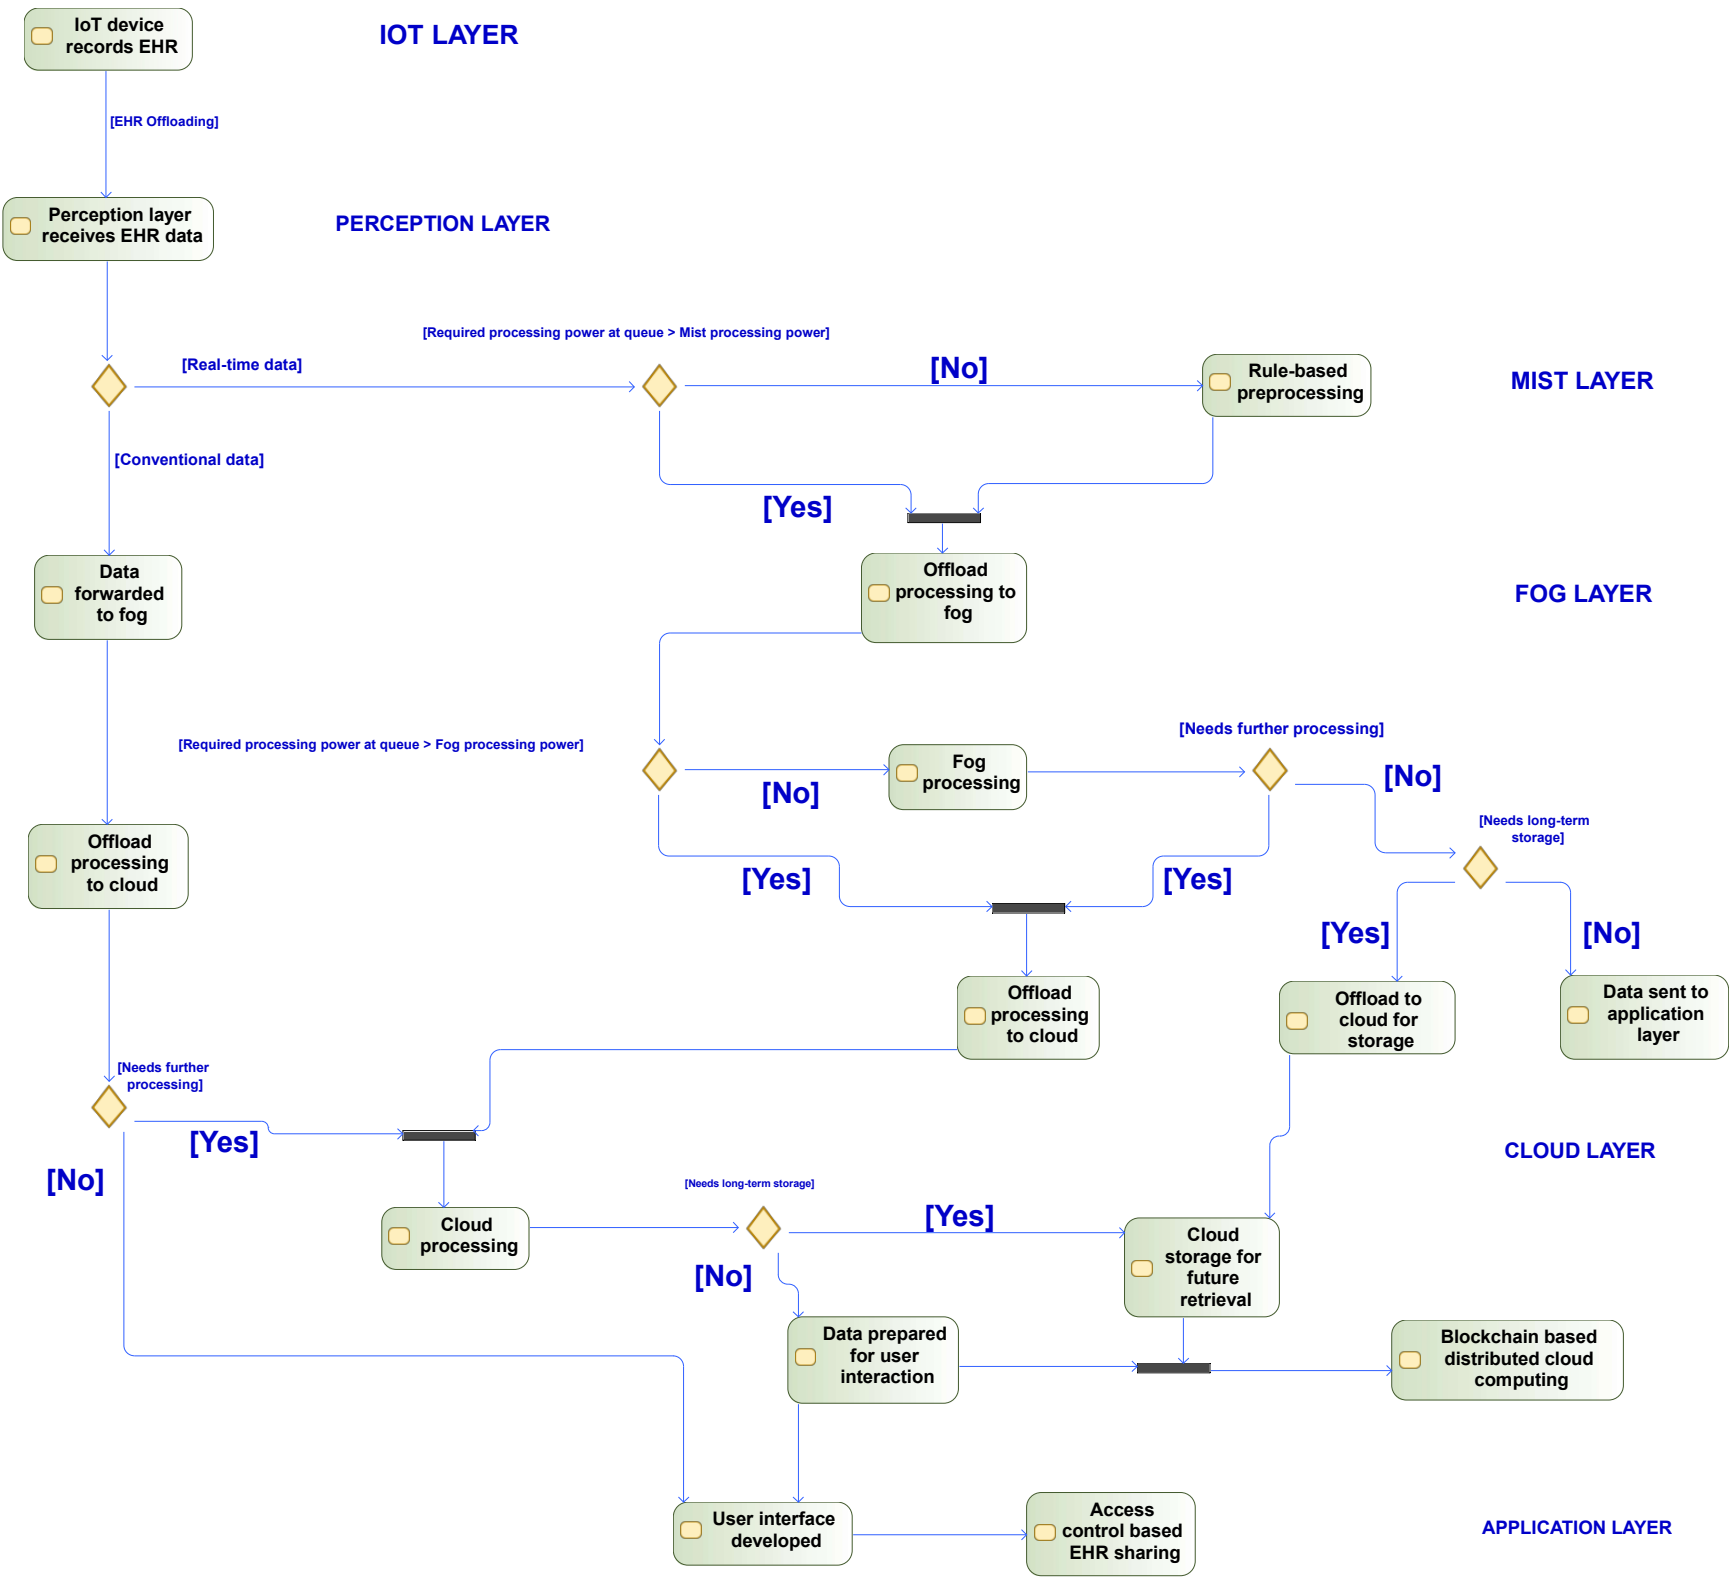 IoT device
records EHR
IOT LAYER
[EHR Offloading]
Perception layer
receives EHR data
PERCEPTION LAYER
[Required processing power at queue > Mist processing power]
[Real-time data]
[No]
Rule-based
preprocessing
MIST LAYER
[Conventional data]
[Yes]
Data
forwarded
to fog
Offload
processing to
fog
FOG LAYER
[Required processing power at queue > Fog processing power]
[No]
Fog
processing
[Needs further processing]
[No]
[Needs long-term
storage]
Offload
processing
to cloud
[Yes]
[Yes]
[Yes]
[No]
Offload
processing
to cloud
Offload to
cloud for
storage
Data sent to
application
layer
[Needs further
processing]
[Yes]
[No]
CLOUD LAYER
Cloud
processing
[Needs long-term storage]
[Yes]
[No]
Cloud
storage for
future
retrieval
Data prepared
for user
interaction
Blockchain based
distributed cloud
computing
User interface
developed
Access
control based
EHR sharing
APPLICATION LAYER